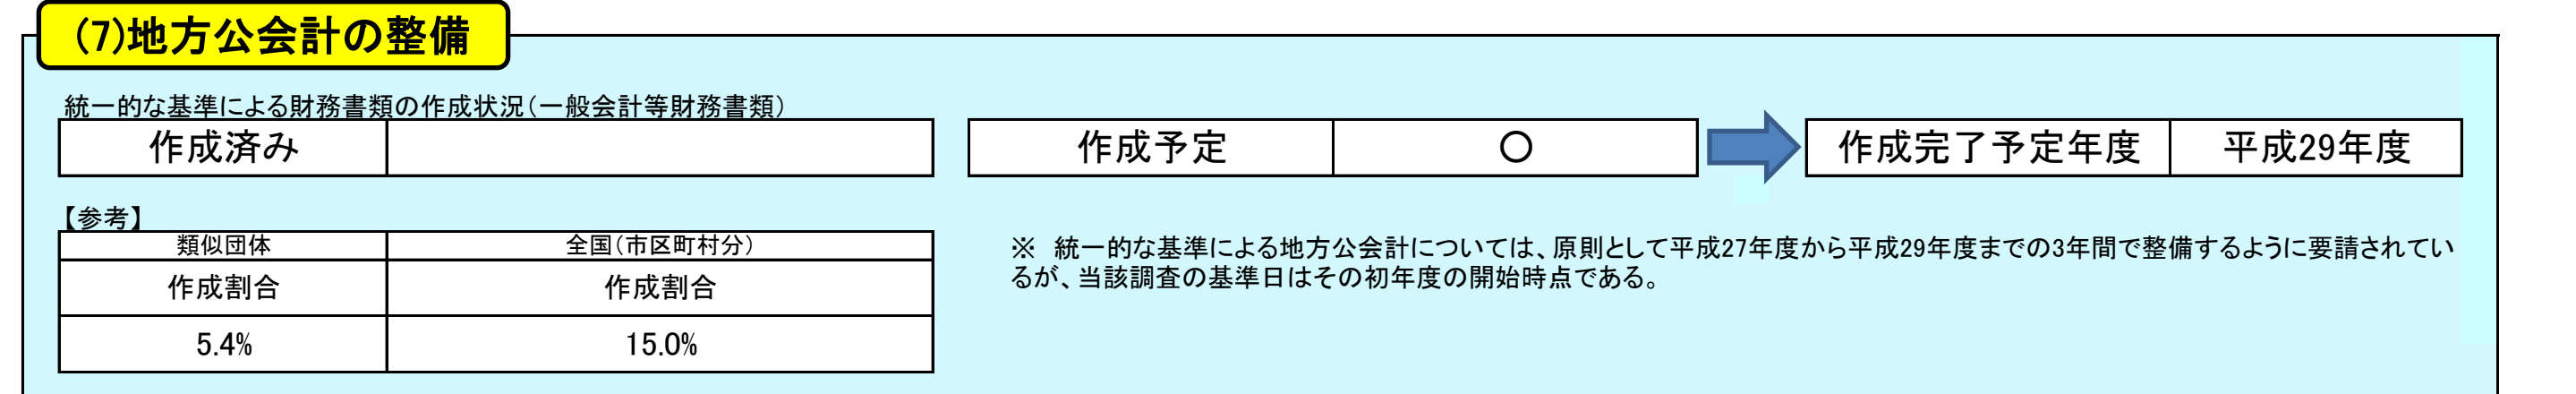 (7)地方公会計の整備
統一的な基準による財務書類の作成状況(一般会計等財務書類)
作成済み
作成予定 ○
作成完了予定年度 平成29年度
【参考】
類似団体 全国(市区町村分)
作成割合 作成割合
5.4% 15.0%
※ 統一的な基準による地方公会計については、原則として平成27年度から平成29年度までの3年間で整備するように要請されてい
るが、当該調査の基準日はその初年度の開始時点である。